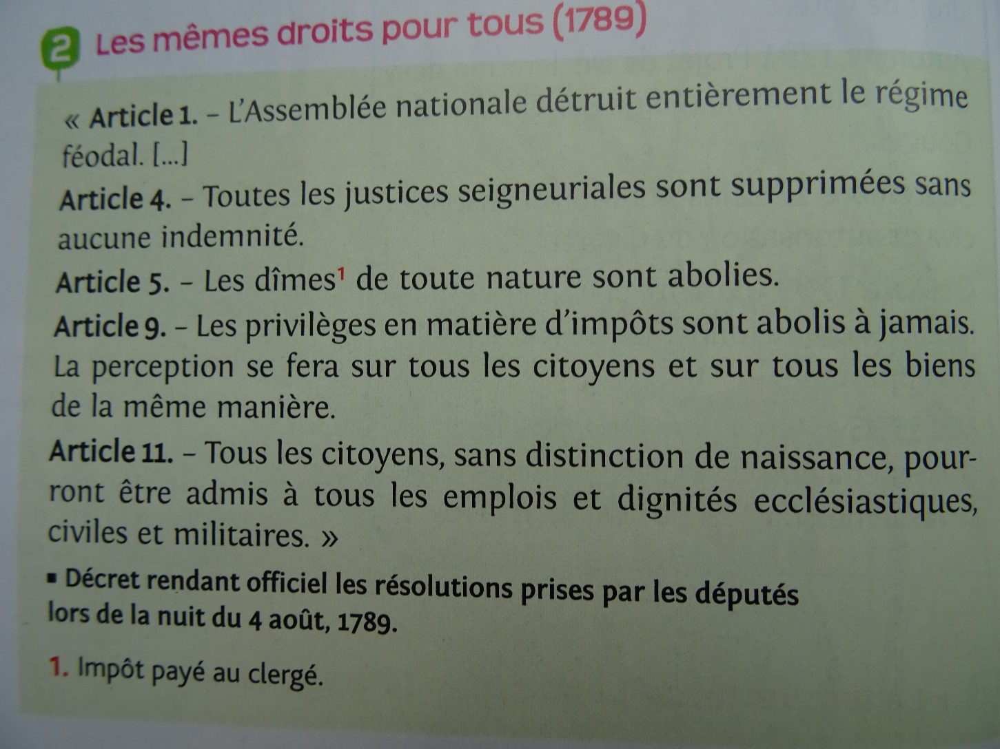 2 Les mêmes droits pour tous (1789)
« Article 1. – L'Assemblée nationale détruit entièrement le régime
féodal. [...]
Article 4. – Toutes les justices seigneuriales sont supprimées sans
aucune indemnité.
Article 5. – Les dîmes¹ de toute nature sont abolies.
Article 9. – Les privilèges en matière d'impôts sont abolis à jamais.
La perception se fera sur tous les citoyens et sur tous les biens
de la même manière.
Article 11. – Tous les citoyens, sans distinction de naissance, pour-
ront être admis à tous les emplois et dignités ecclésiastiques,
civiles et militaires. »
▪ Décret rendant officiel les résolutions prises par les députés
lors de la nuit du 4 août, 1789.
1. Impôt payé au clergé.